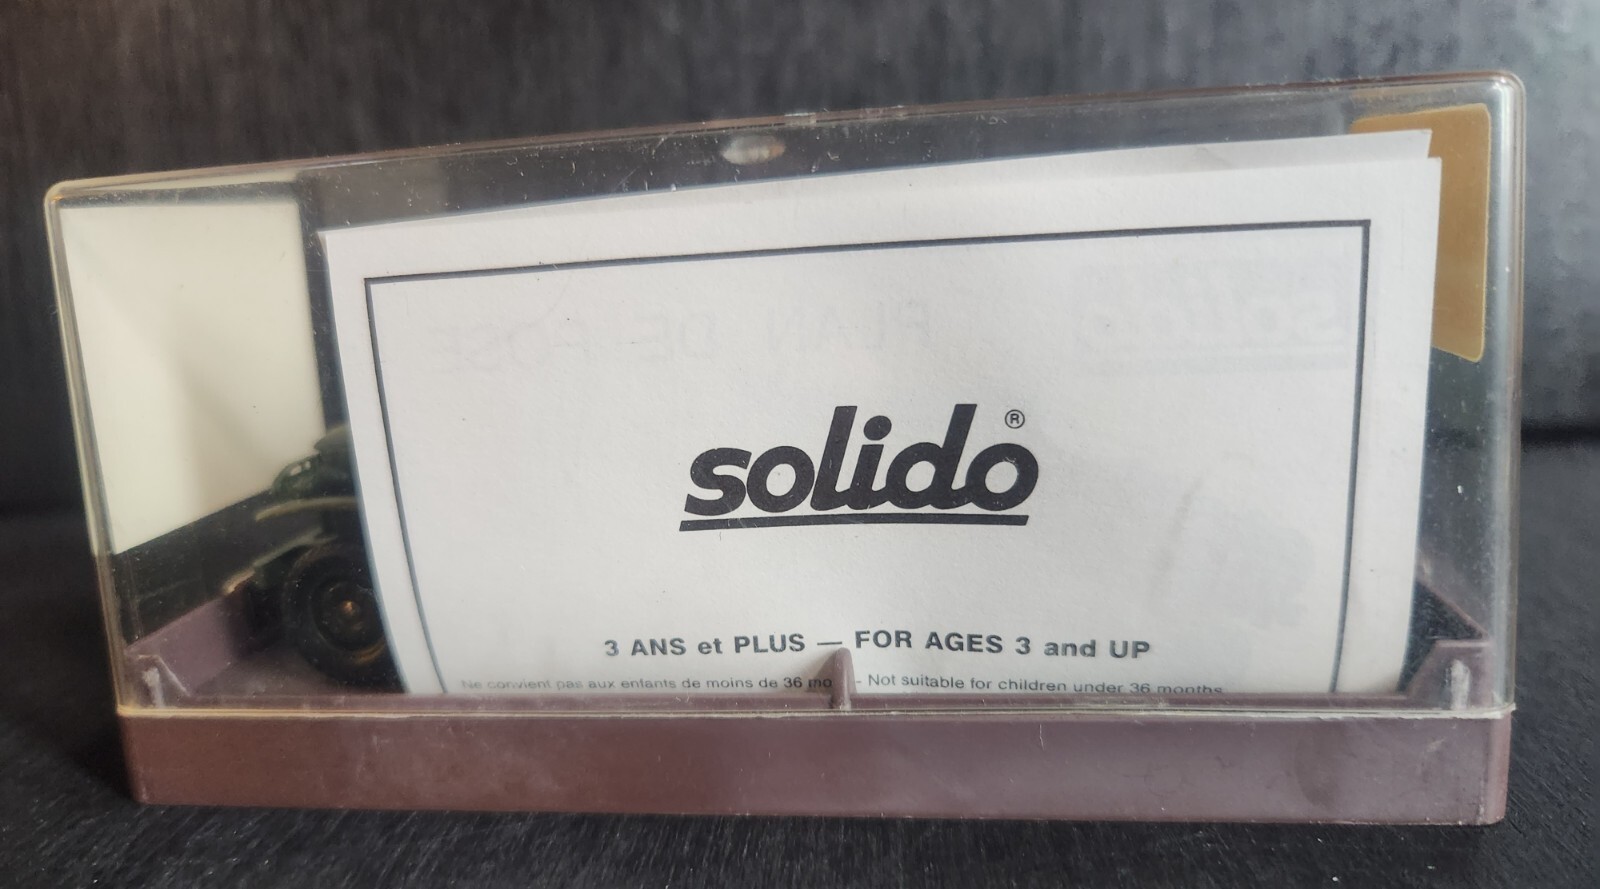 solido®
3 ANS et PLUS — FOR AGES 3 and UP
Ne convient pas aux enfants de moins de 36 mo - Not suitable for children under 36 months